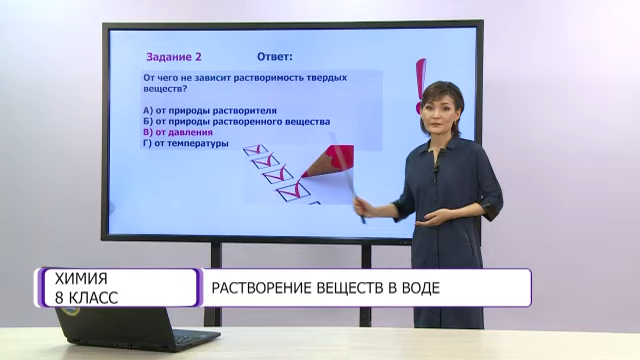 Задание 2 Ответ:
От чего не зависит растворимость твердых
веществ?
А) от природы растворителя
Б) от природы растворенного вещества
В) от давления
Г) от температуры
ХИМИЯ
8 КЛАСС
РАСТВОРЕНИЕ ВЕЩЕСТВ В ВОДЕ